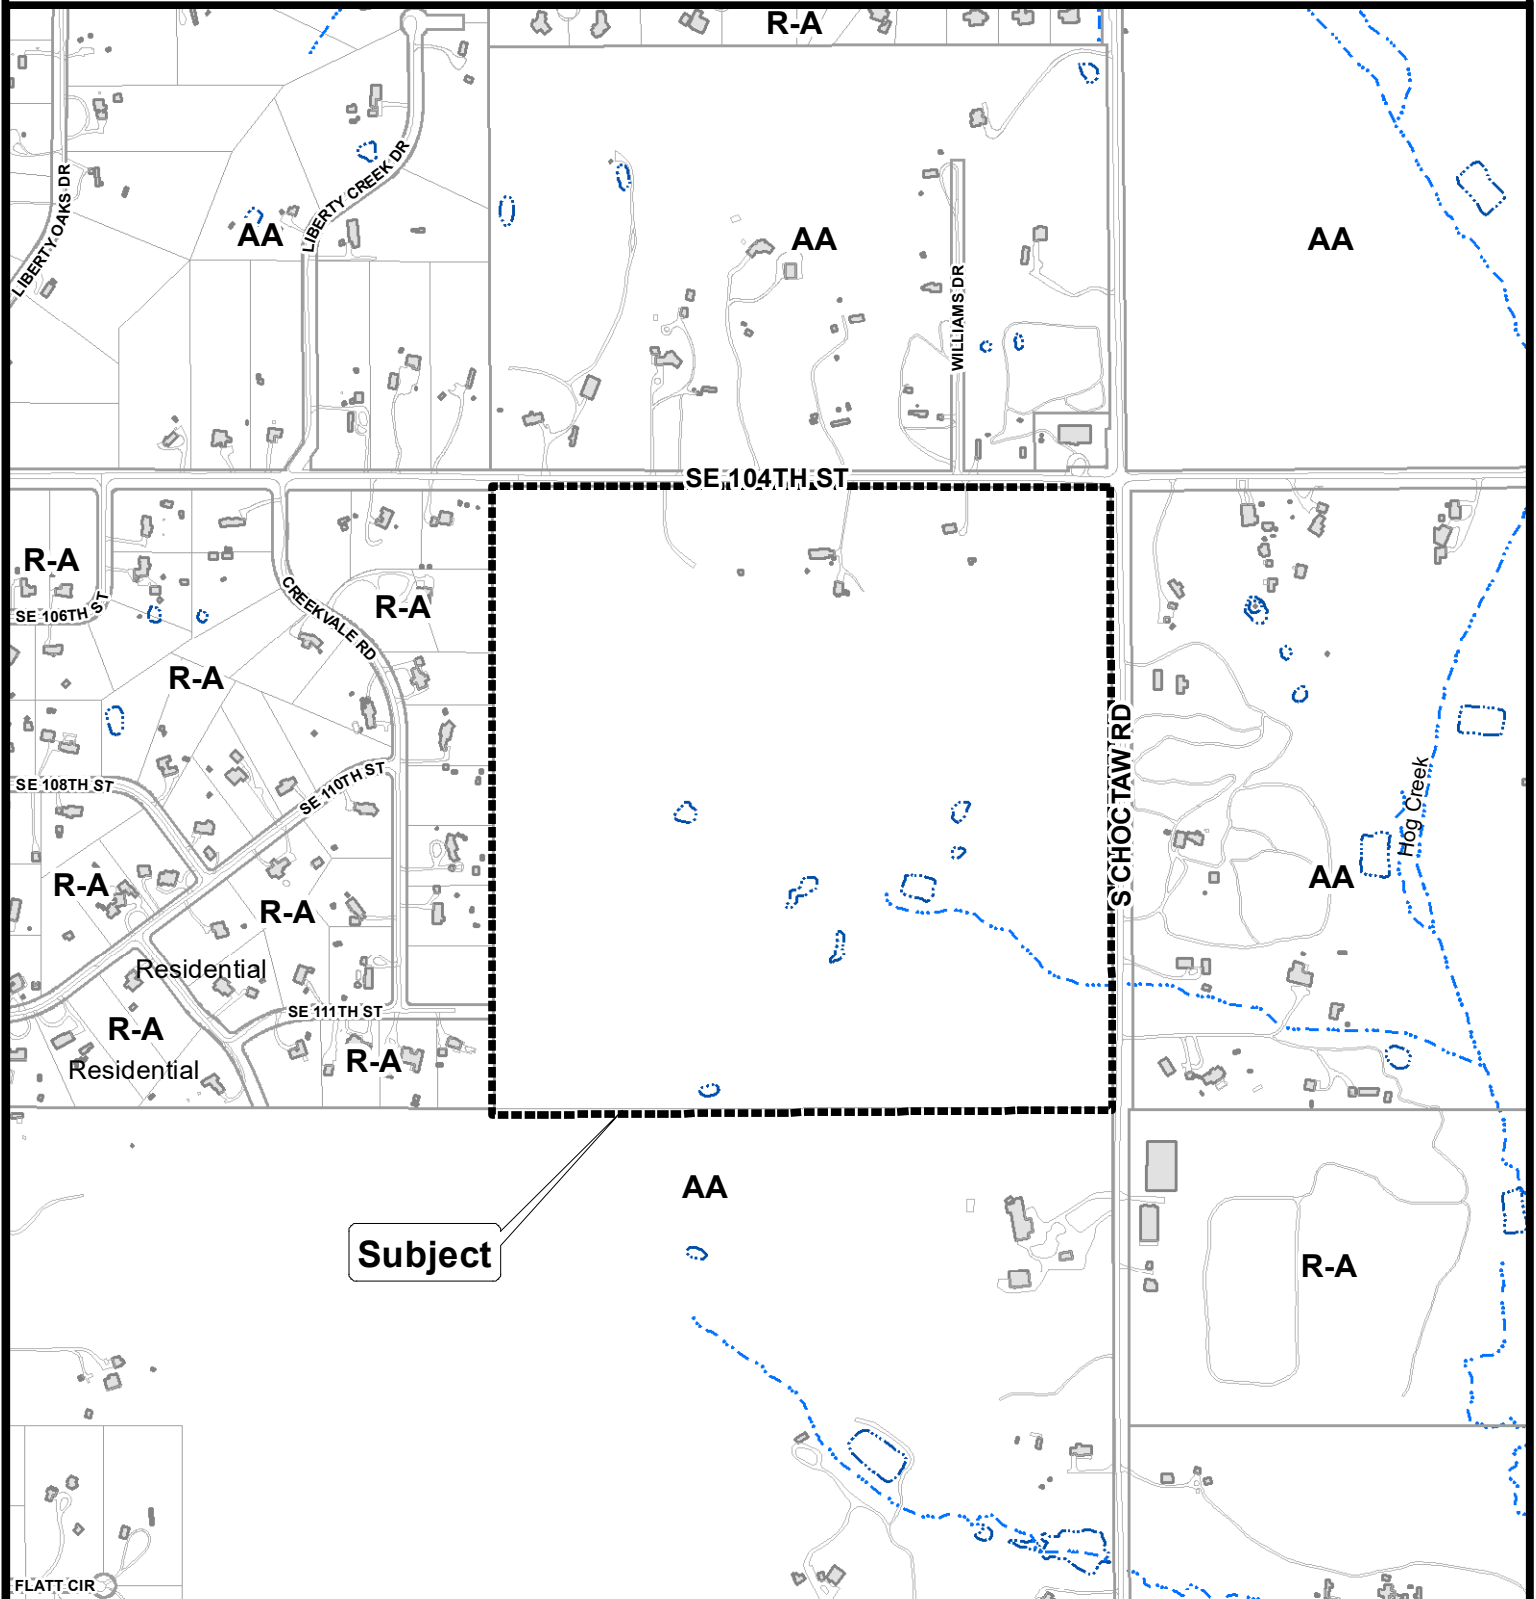 R-A
LIBERTY OAKS DR
LIBERTY CREEK DR
AA
AA
AA
WILLIAMS DR
SE 104TH ST
R-A
SE 106TH ST
CREEKVALE RD
R-A
R-A
S CHOCTAW RD
SE 108TH ST
SE 110TH ST
Hog Creek
R-A
AA
R-A
Residential
SE 111TH ST
R-A
R-A
Residential
AA
Subject
R-A
FLATT CIR